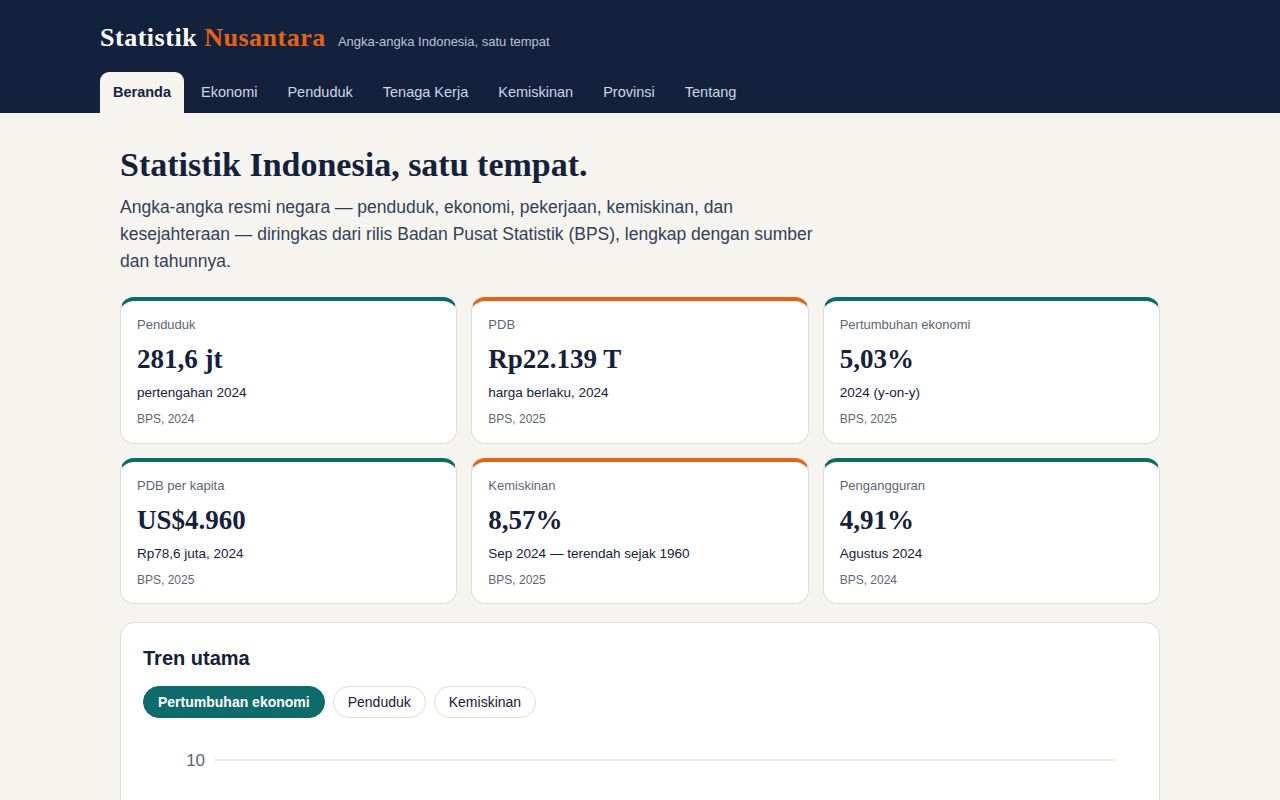 Statistik Nusantara Angka-angka Indonesia, satu tempat
Beranda Ekonomi Penduduk Tenaga Kerja Kemiskinan Provinsi Tentang
Statistik Indonesia, satu tempat.
Angka-angka resmi negara — penduduk, ekonomi, pekerjaan, kemiskinan, dan
kesejahteraan — diringkas dari rilis Badan Pusat Statistik (BPS), lengkap dengan sumber
dan tahunnya.
Penduduk
281,6 jt
pertengahan 2024
BPS, 2024
PDB
Rp22.139 T
harga berlaku, 2024
BPS, 2025
Pertumbuhan ekonomi
5,03%
2024 (y-on-y)
BPS, 2025
PDB per kapita
US$4.960
Rp78,6 juta, 2024
BPS, 2025
Kemiskinan
8,57%
Sep 2024 — terendah sejak 1960
BPS, 2025
Pengangguran
4,91%
Agustus 2024
BPS, 2024
Tren utama
Pertumbuhan ekonomi Penduduk Kemiskinan
10